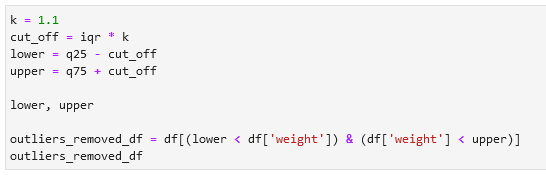 k = 1.1
cut_off = iqr * k
lower = q25 - cut_off
upper = q75 + cut_off
lower, upper
outliers_removed_df = df[(lower < df['weight']) & (df['weight'] < upper)]
outliers_removed_df